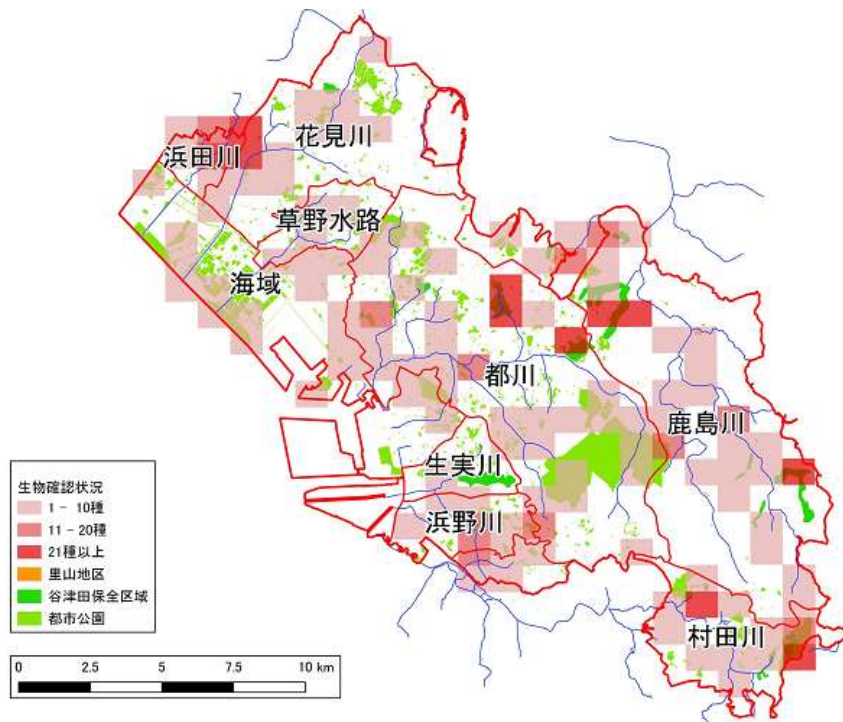 花見川
浜田川
草野水路
海域
都川
鹿島川
生実川
浜野川
村田川
生物確認状況
1 - 10種
11 - 20種
21種以上
里山地区
谷津田保全区域
都市公園
0 2.5 5 7.5 10 km